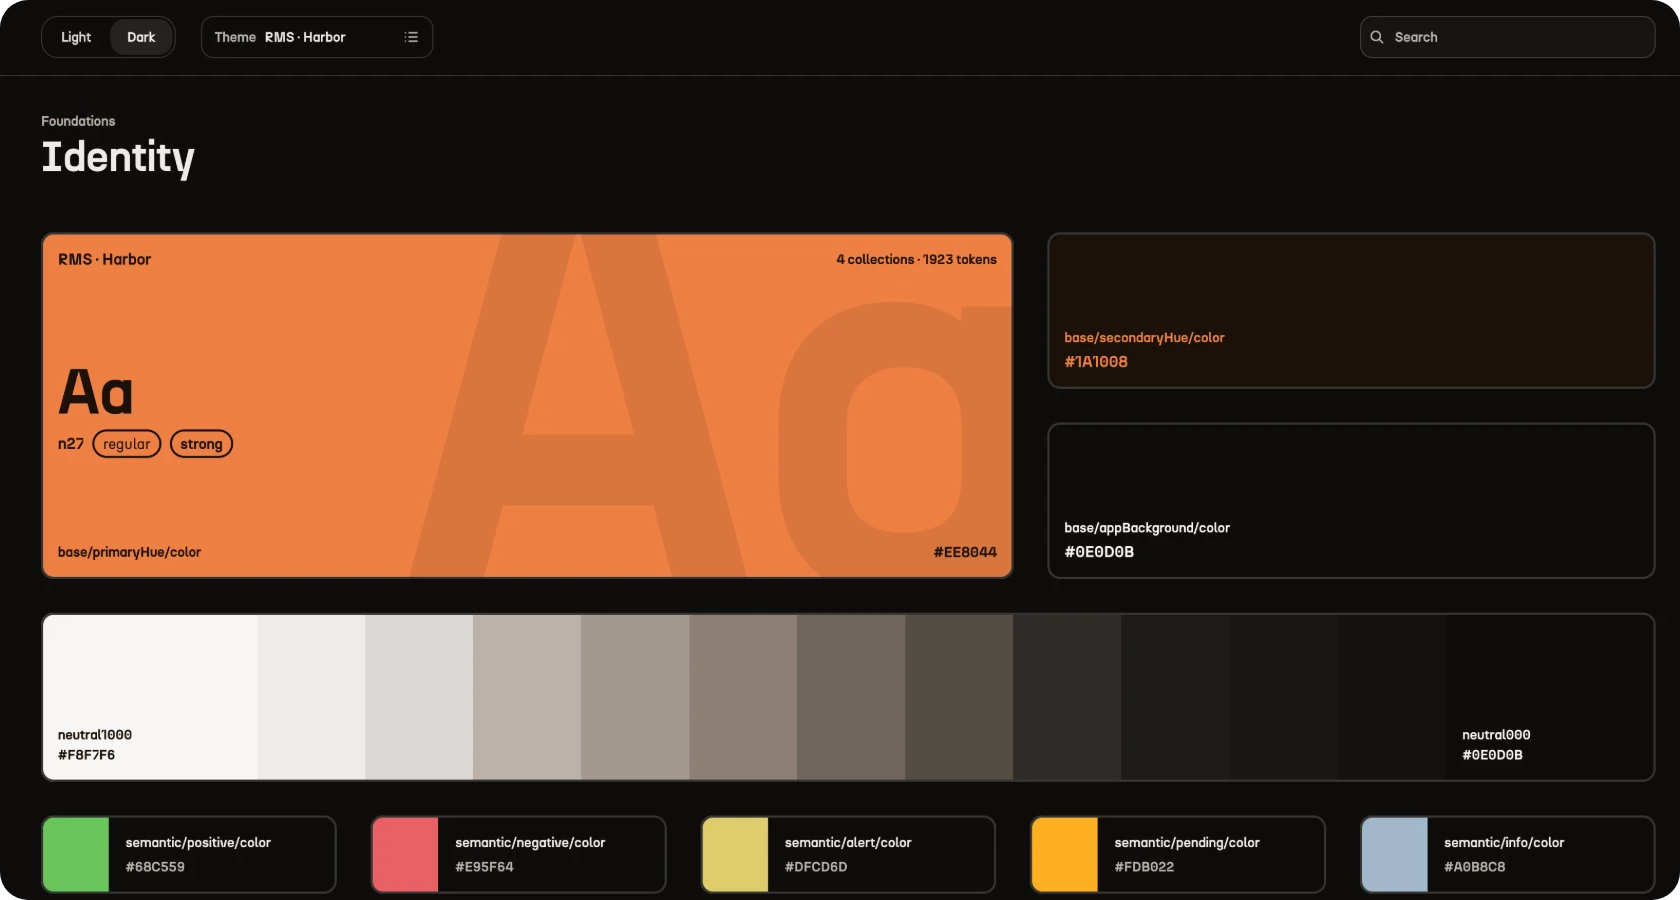 Light
Dark
Theme RMS · Harbor
Search
Foundations
Identity
RMS · Harbor
4 collections · 1923 tokens
Aa
Aa
n27 regular strong
base/primaryHue/color
#EE8044
base/secondaryHue/color
#1A1008
base/appBackground/color
#0E0D0B
neutral1000
#F8F7F6
neutral000
#0E0D0B
semantic/positive/color
#68C559
semantic/negative/color
#E95F64
semantic/alert/color
#DFCD6D
semantic/pending/color
#FDB022
semantic/info/color
#A0B8C8